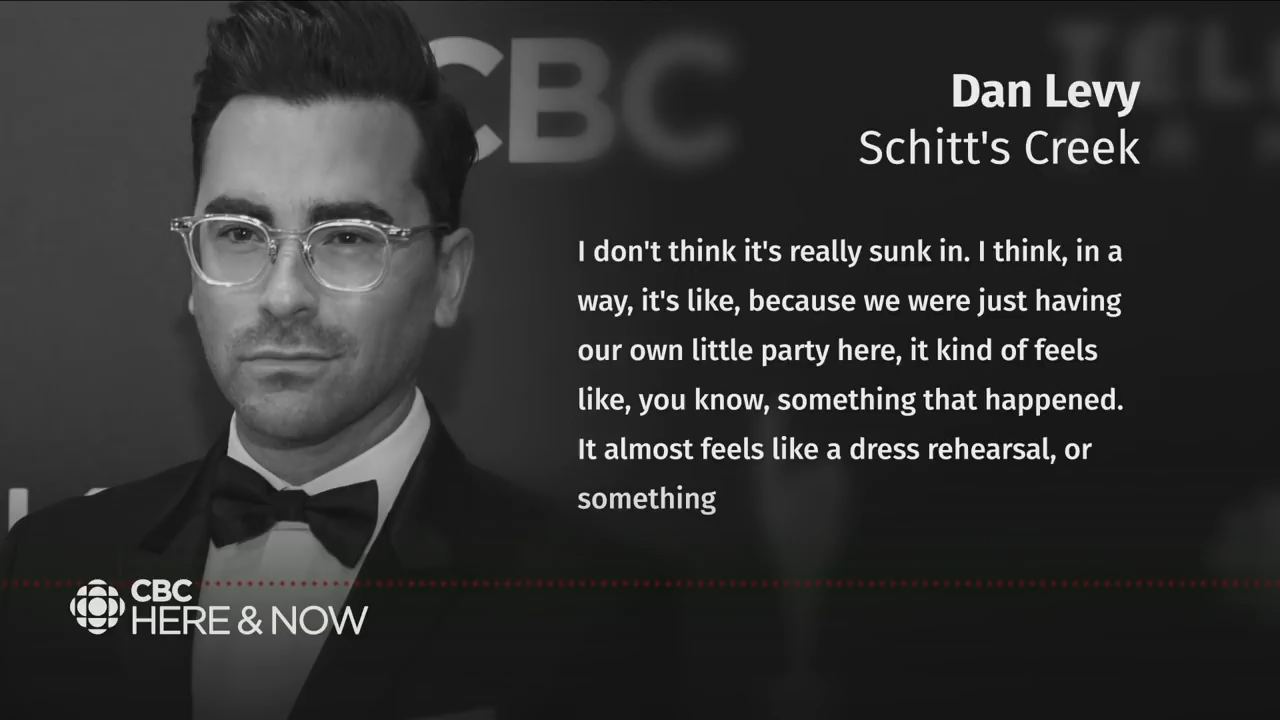 CBC
Dan Levy
Schitt's Creek
I don't think it's really sunk in. I think, in a
way, it's like, because we were just having
our own little party here, it kind of feels
like, you know, something that happened.
It almost feels like a dress rehearsal, or
something
CBC
HERE & NOW